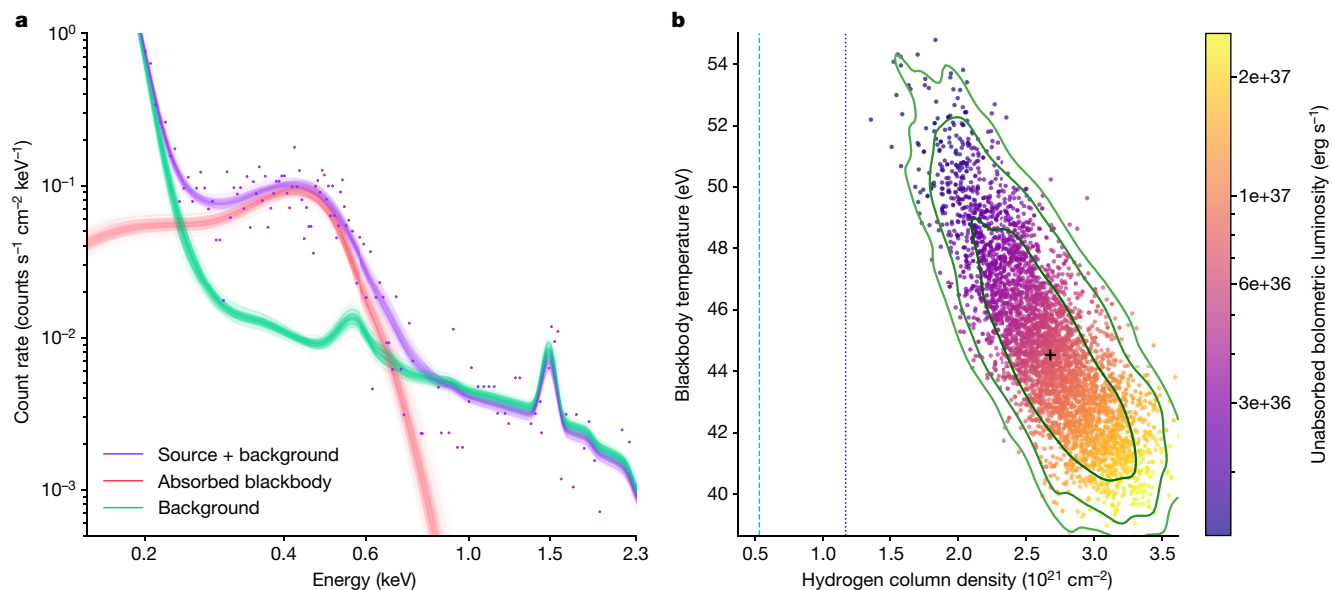 a
Count rate (counts s⁻¹ cm⁻² keV⁻¹)
10⁰
10⁻¹
10⁻²
10⁻³
Source + background
Absorbed blackbody
Background
0.2 0.4 0.6 1.0 1.5 2.3
Energy (keV)
b
Blackbody temperature (eV)
54
52
50
48
46
44
42
40
0.5 1.0 1.5 2.0 2.5 3.0 3.5
Hydrogen column density (10²¹ cm⁻²)
2e+37
1e+37
6e+36
3e+36
Unabsorbed bolometric luminosity (erg s⁻¹)